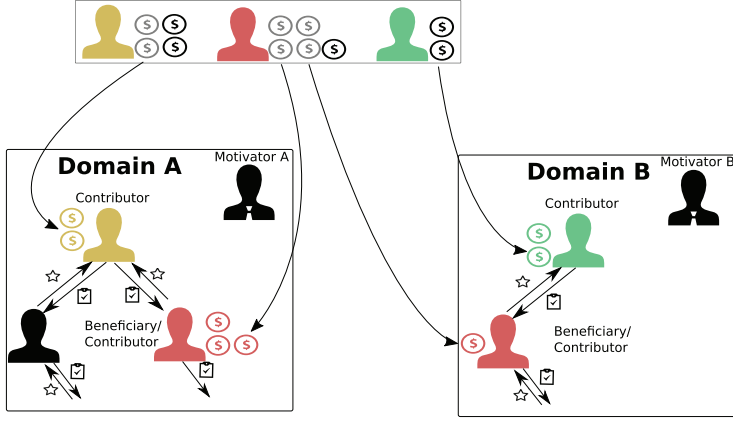 $ $ $ $ $ $ $ $ $ $ $
Domain A
Motivator A
Contributor
$
$
Beneficiary/
Contributor
$
$ $
Domain B
Motivator B
Contributor
$
$
Beneficiary/
Contributor
$